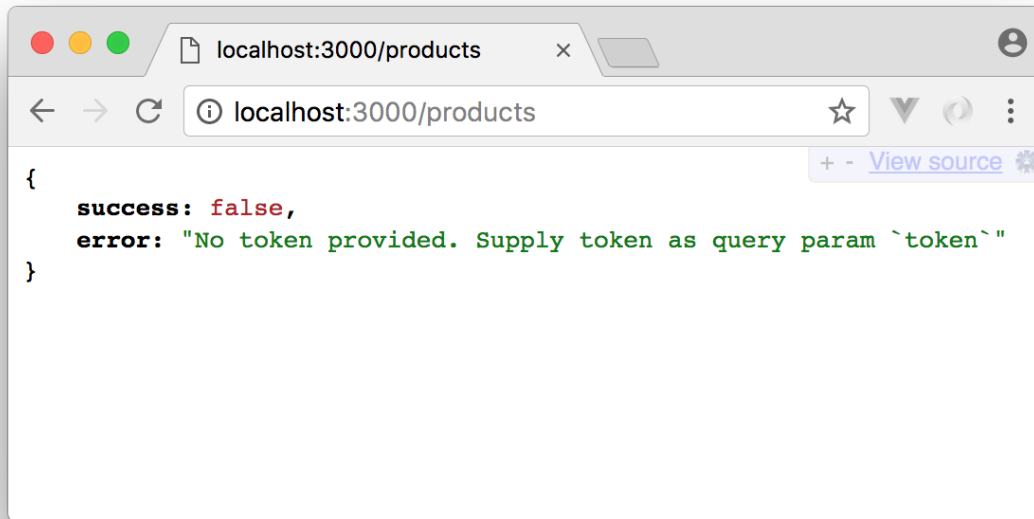 localhost:3000/products
localhost:3000/products
+ - View source
{
success: false,
error: "No token provided. Supply token as query param `token`"
}